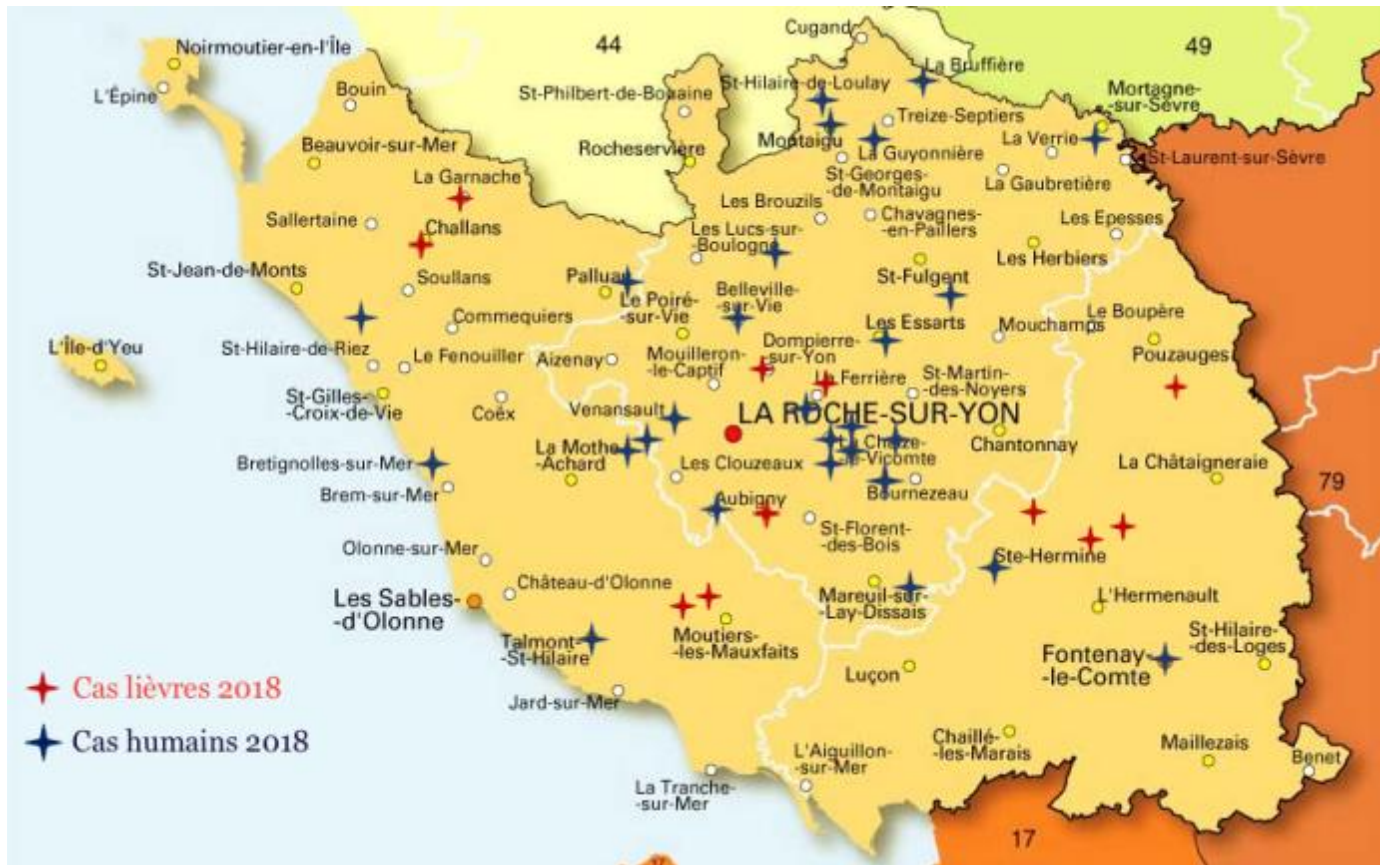 Cugand
44
49
Noirmoutier-en-l'Île
La Bruffière
St-Hilaire-de-Loulay
Mortagne
-sur-Sèvre
L'Épine
Bouin
St-Philbert-de-Bouaine
Treize-Septiers
Montaigu
La Verrie
Beauvoir-sur-Mer
Rocheservière
La Guyonnière
St-Laurent-sur-Sèvre
La Garnache
St-Georges-
-de-Montaigu
La Gaubretière
Les Brouzils
Sallertaine
Challans
Chavagnes-
-en-Paillers
Les Epesses
Les Lucs-sur-
-Boulogne
Les Herbiers
St-Jean-de-Monts
Soullans
Palluau
St-Fulgent
Belleville-
-sur-Vie
Le Poiré-
-sur-Vie
Le Boupère
Commequiers
Les Essarts
Mouchamps
L'Île-d'Yeu
St-Hilaire-de-Riez
Le Fenouiller
Aizenay
Mouilleron-
-le-Captif
Dompierre-
-sur-Yon
Pouzauges
La Ferrière
St-Martin-
-des-Noyers
St-Gilles-
-Croix-de-Vie
Coëx
Venansault
LA ROCHE-SUR-YON
Chantonnay
La Mothe
-Achard
La Chaize-
-le-Vicomte
Bretignolles-sur-Mer
Les Clouzeaux
La Châtaigneraie
79
Brem-sur-Mer
Aubigny
Bournezeau
St-Florent-
-des-Bois
Olonne-sur-Mer
Ste-Hermine
Château-d'Olonne
Les Sables-
-d'Olonne
Mareuil-sur-
-Lay-Dissais
L'Hermenault
Talmont-
-St-Hilaire
Moutiers-
-les-Mauxfaits
St-Hilaire-
-des-Loges
Fontenay-
-le-Comte
Luçon
Cas lièvres 2018
Jard-sur-Mer
Cas humains 2018
Chaillé-
-les-Marais
Maillezais
L'Aiguillon-
-sur-Mer
Benet
La Tranche-
-sur-Mer
17